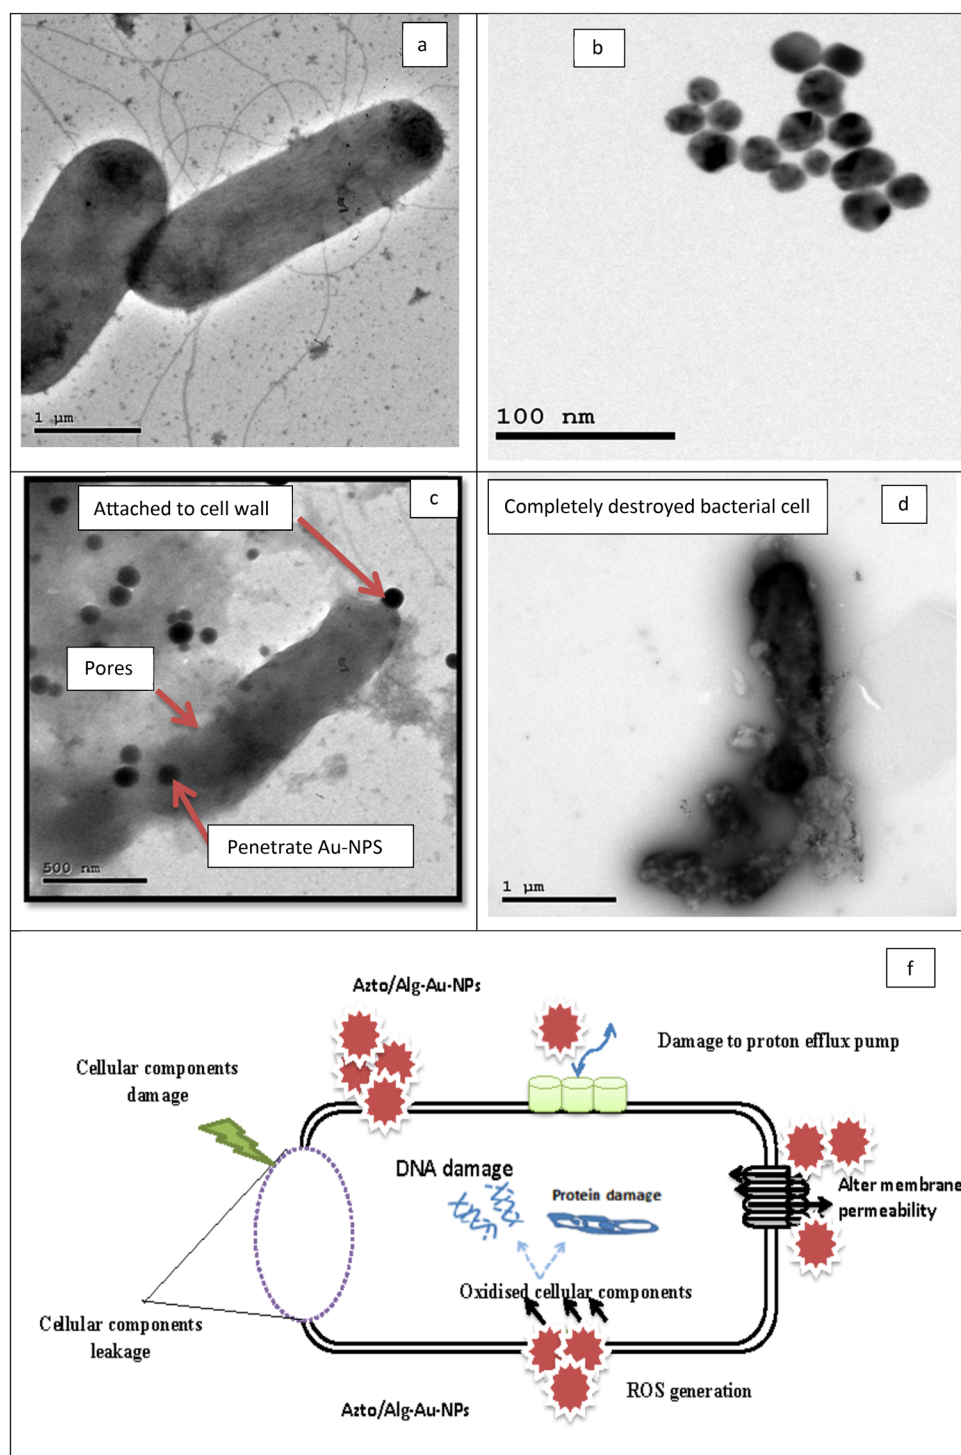 a
1 µm
b
100 nm
Attached to cell wall
c
Pores
Penetrate Au-NPS
500 nm
Completely destroyed bacterial cell
d
1 µm
f
Azto/Alg-Au-NPs
Damage to proton efflux pump
Cellular components
damage
DNA damage
Protein damage
Alter membrane
permeability
Oxidised cellular components
Cellular components
leakage
ROS generation
Azto/Alg-Au-NPs